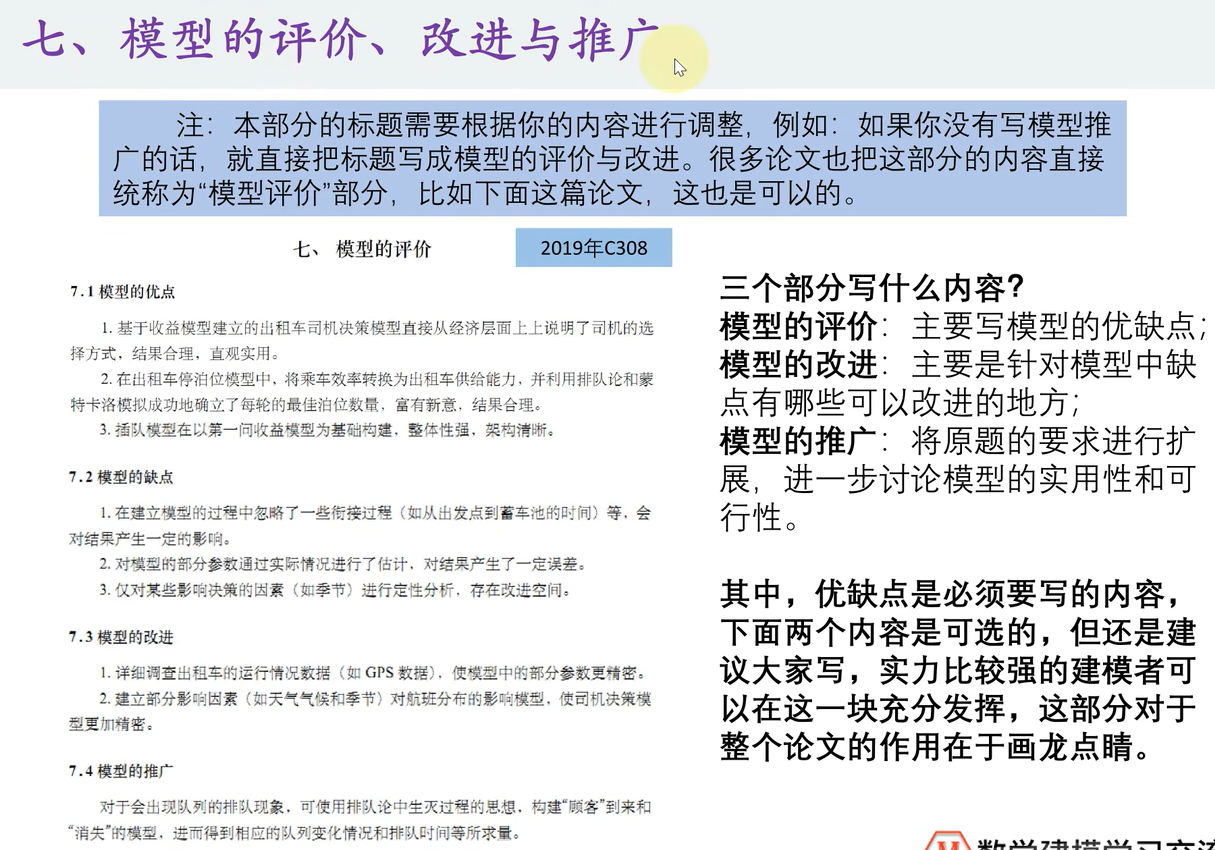 七、模型的评价、改进与推广
注：本部分的标题需要根据你的内容进行调整，例如：如果你没有写模型推
广的话，就直接把标题写成模型的评价与改进。很多论文也把这部分的内容直接
统称为“模型评价”部分，比如下面这篇论文，这也是可以的。
七、 模型的评价
2019年C308
7.1 模型的优点
1. 基于收益模型建立的出租车司机决策模型直接从经济层面上上说明了司机的选
择方式，结果合理，直观实用。
2. 在出租车停泊位模型中，将乘车效率转换为出租车供给能力，并利用排队论和蒙
特卡洛模拟成功地确立了每轮的最佳泊位数量，富有新意，结果合理。
3. 插队模型在以第一问收益模型为基础构建，整体性强，架构清晰。
7.2 模型的缺点
1. 在建立模型的过程中忽略了一些衔接过程（如从出发点到蓄车池的时间）等，会
对结果产生一定的影响。
2. 对模型的部分参数通过实际情况进行了估计，对结果产生了一定误差。
3. 仅对某些影响决策的因素（如季节）进行定性分析，存在改进空间。
7.3 模型的改进
1. 详细调查出租车的运行情况数据（如 GPS 数据），使模型中的部分参数更精密。
2. 建立部分影响因素（如天气气候和季节）对航班分布的影响模型，使司机决策模
型更加精密。
7.4 模型的推广
对于会出现队列的排队现象，可使用排队论中生灭过程的思想，构建“顾客”到来和
“消失”的模型，进而得到相应的队列变化情况和排队时间等所求量。
三个部分写什么内容？
模型的评价：主要写模型的优缺点；
模型的改进：主要是针对模型中缺
点有哪些可以改进的地方；
模型的推广：将原题的要求进行扩
展，进一步讨论模型的实用性和可
行性。
其中，优缺点是必须要写的内容，
下面两个内容是可选的，但还是建
议大家写，实力比较强的建模者可
以在这一块充分发挥，这部分对于
整个论文的作用在于画龙点睛。
数学建模学习交流